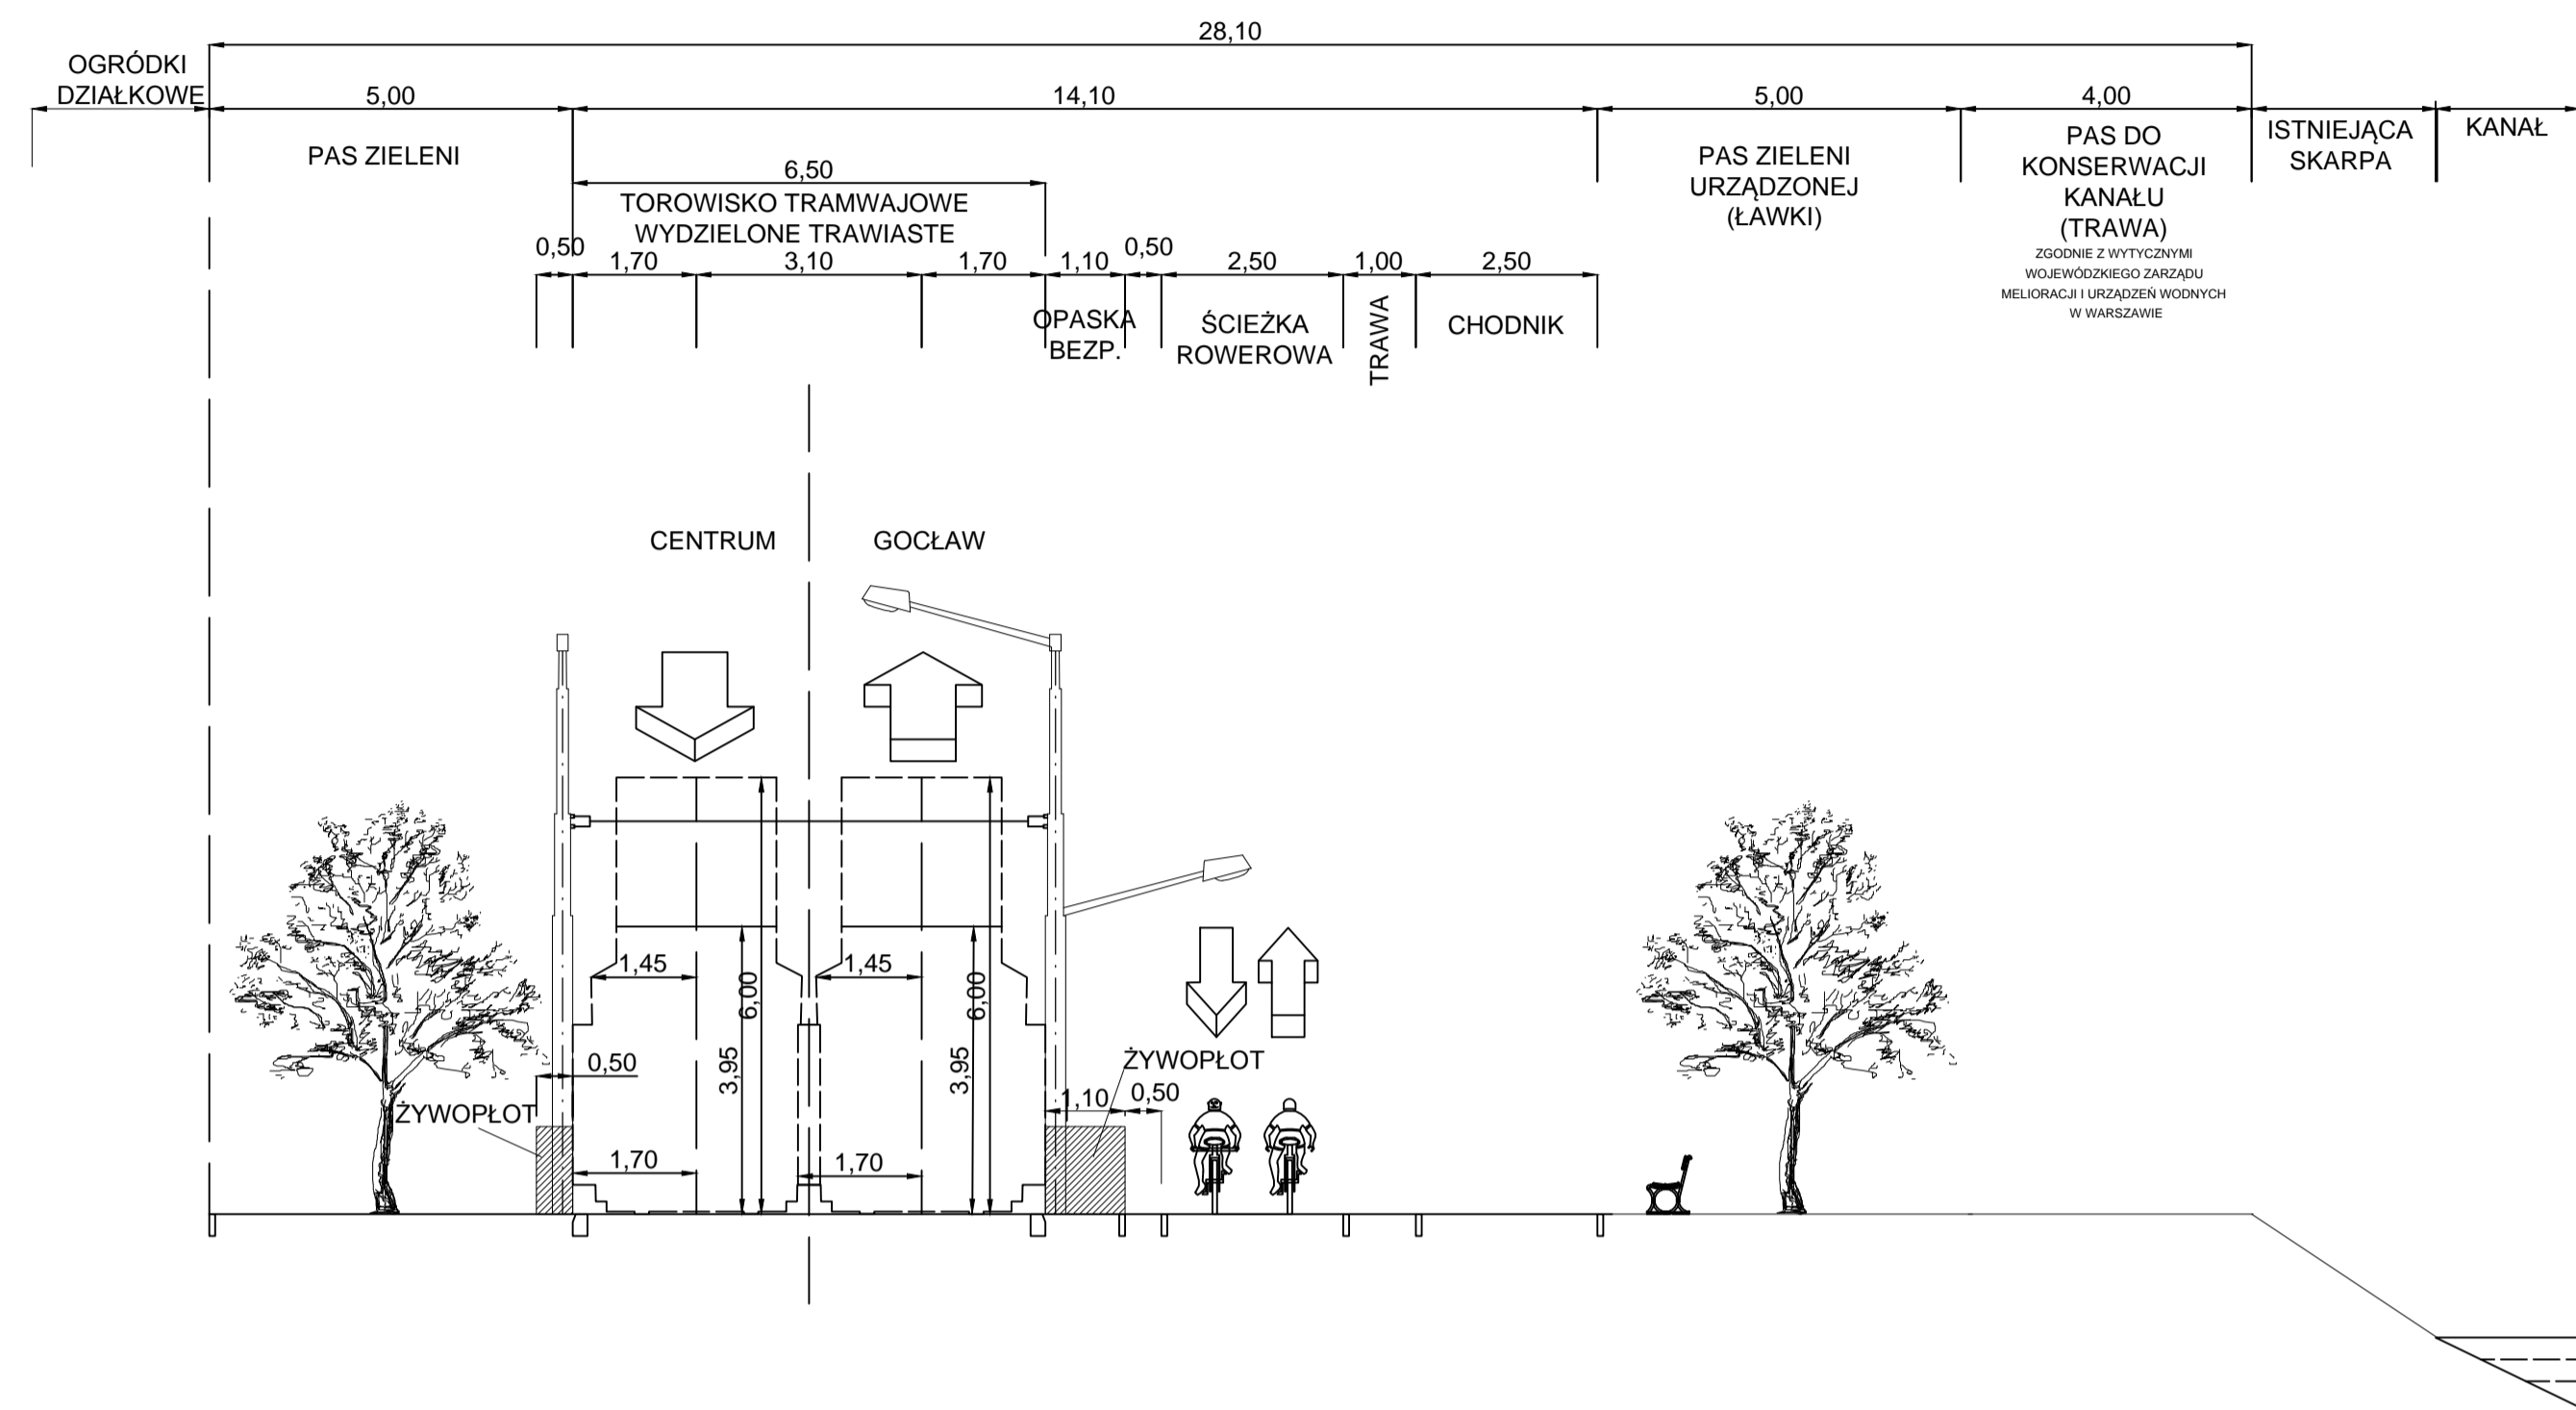 28,10
OGRÓDKI
DZIAŁKOWE
5,00
14,10
5,00
4,00
PAS ZIELENI
PAS ZIELENI
URZĄDZONEJ
(ŁAWKI)
PAS DO
KONSERWACJI
KANAŁU
(TRAWA)
ZGODNIE Z WYTYCZNYMI
WOJEWÓDZKIEGO ZARZĄDU
MELIORACJI I URZĄDZEŃ WODNYCH
W WARSZAWIE
ISTNIEJĄCA
SKARPA
KANAŁ
6,50
TOROWISKO TRAMWAJOWE
WYDZIELONE TRAWIASTE
0,50
1,70
3,10
1,70
1,10
0,50
2,50
1,00
2,50
OPASKA
BEZP.
ŚCIEŻKA
ROWEROWA
TRAWA
CHODNIK
CENTRUM
GOCŁAW
1,45
6,00
1,45
6,00
3,95
3,95
0,50
ŻYWOPŁOT
ŻYWOPŁOT
1,10
0,50
1,70
1,70